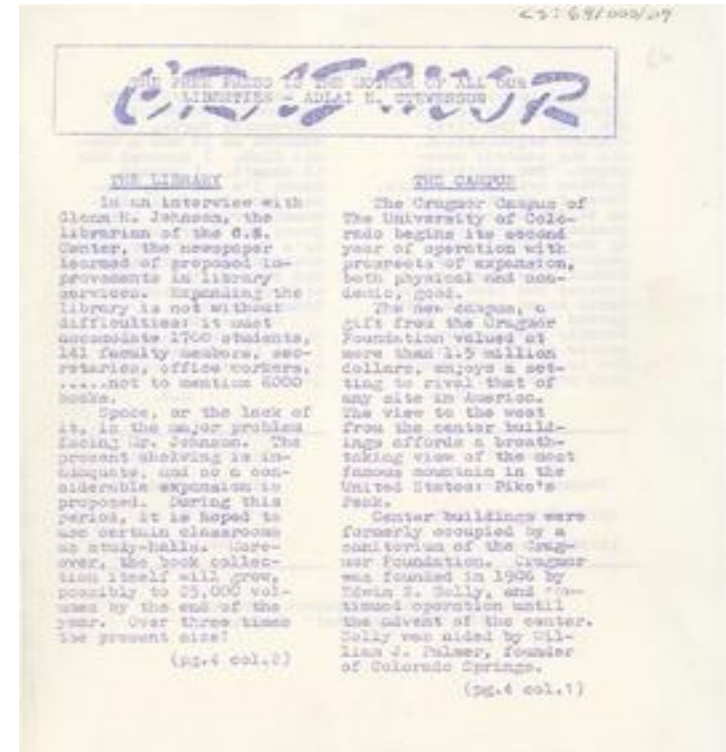 CRAGMOR
THE FREE PRESS IS THE MOTHER OF ALL OUR
LIBERTIES - ADLAI E. STEVENSON
THE LIBRARY
In an interview with
Glenn H. Johnson, the
librarian of the C.S.
Center, the newspaper
learned of proposed im-
provements in library
services. Expanding the
library is not without
difficulties: it must
accomodate 1700 students,
141 faculty members, sec-
retaries, office workers,
.....not to mention 6000
books.
Space, or the lack of
it, is the major problem
facing Mr. Johnson. The
present shelving is in-
adequate, and so a con-
siderable expansion is
proposed. During this
period, it is hoped to
use certain classrooms
as study-halls. More-
over, the book collec-
tion itself will grow,
possibly to 25,000 vol-
umes by the end of the
year. Over three times
the present size!
(pg.4 col.2)
THE CAMPUS
The Cragmor Campus of
The University of Colo-
rado begins its second
year of operation with
prospects of expansion,
both physical and aca-
demic, good.
The new campus, a
gift from the Cragmor
Foundation valued at
more than 1.5 million
dollars, enjoys a set-
ting to rival that of
any site in America.
The view to the west
from the center build-
ings affords a breath-
taking view of the most
famous mountain in the
United States: Pike's
Peak.
Center buildings were
formerly occupied by a
sanitorium of the Crag-
mor Foundation. Cragmor
was founded in 1906 by
Edwin S. Solly, and con-
tinued operation until
the advent of the center.
Solly was aided by Wil-
liam J. Palmer, founder
of Colorado Springs.
(pg.4 col.1)